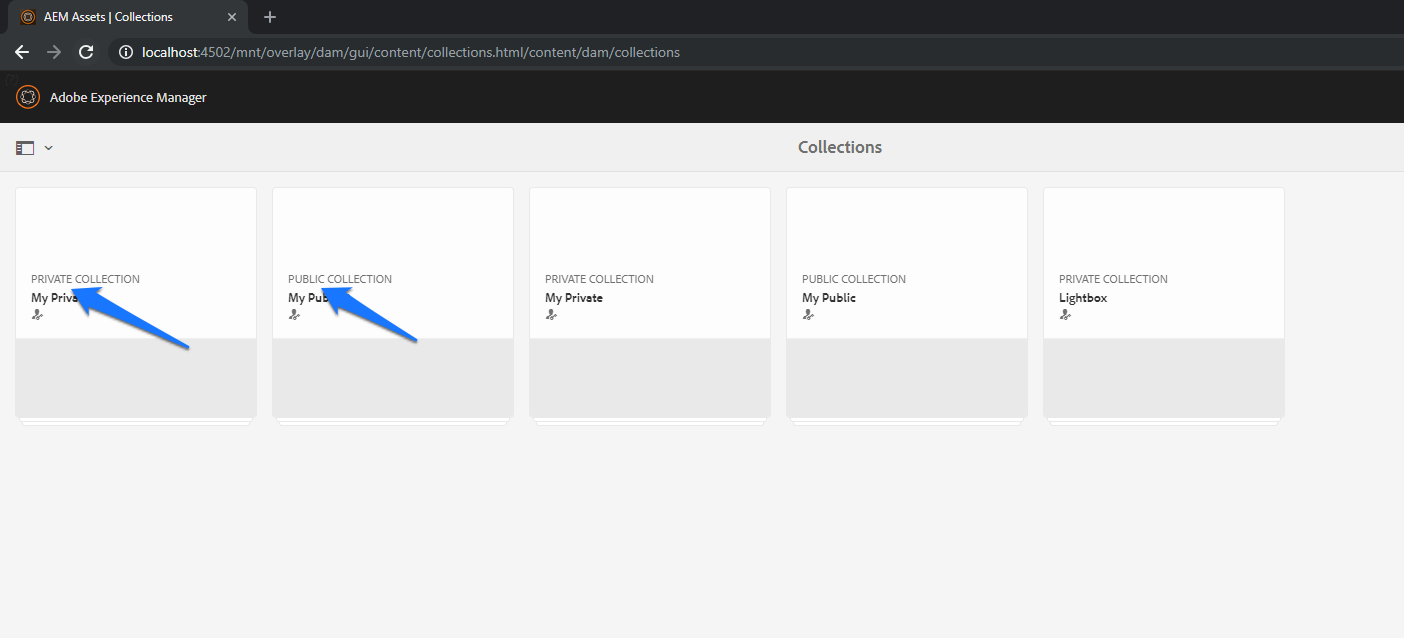 AEM Assets | Collections
localhost:4502/mnt/overlay/dam/gui/content/collections.html/content/dam/collections
Adobe Experience Manager
Collections
PRIVATE COLLECTION
My Priva
PUBLIC COLLECTION
My Pub
PRIVATE COLLECTION
My Private
PUBLIC COLLECTION
My Public
PRIVATE COLLECTION
Lightbox